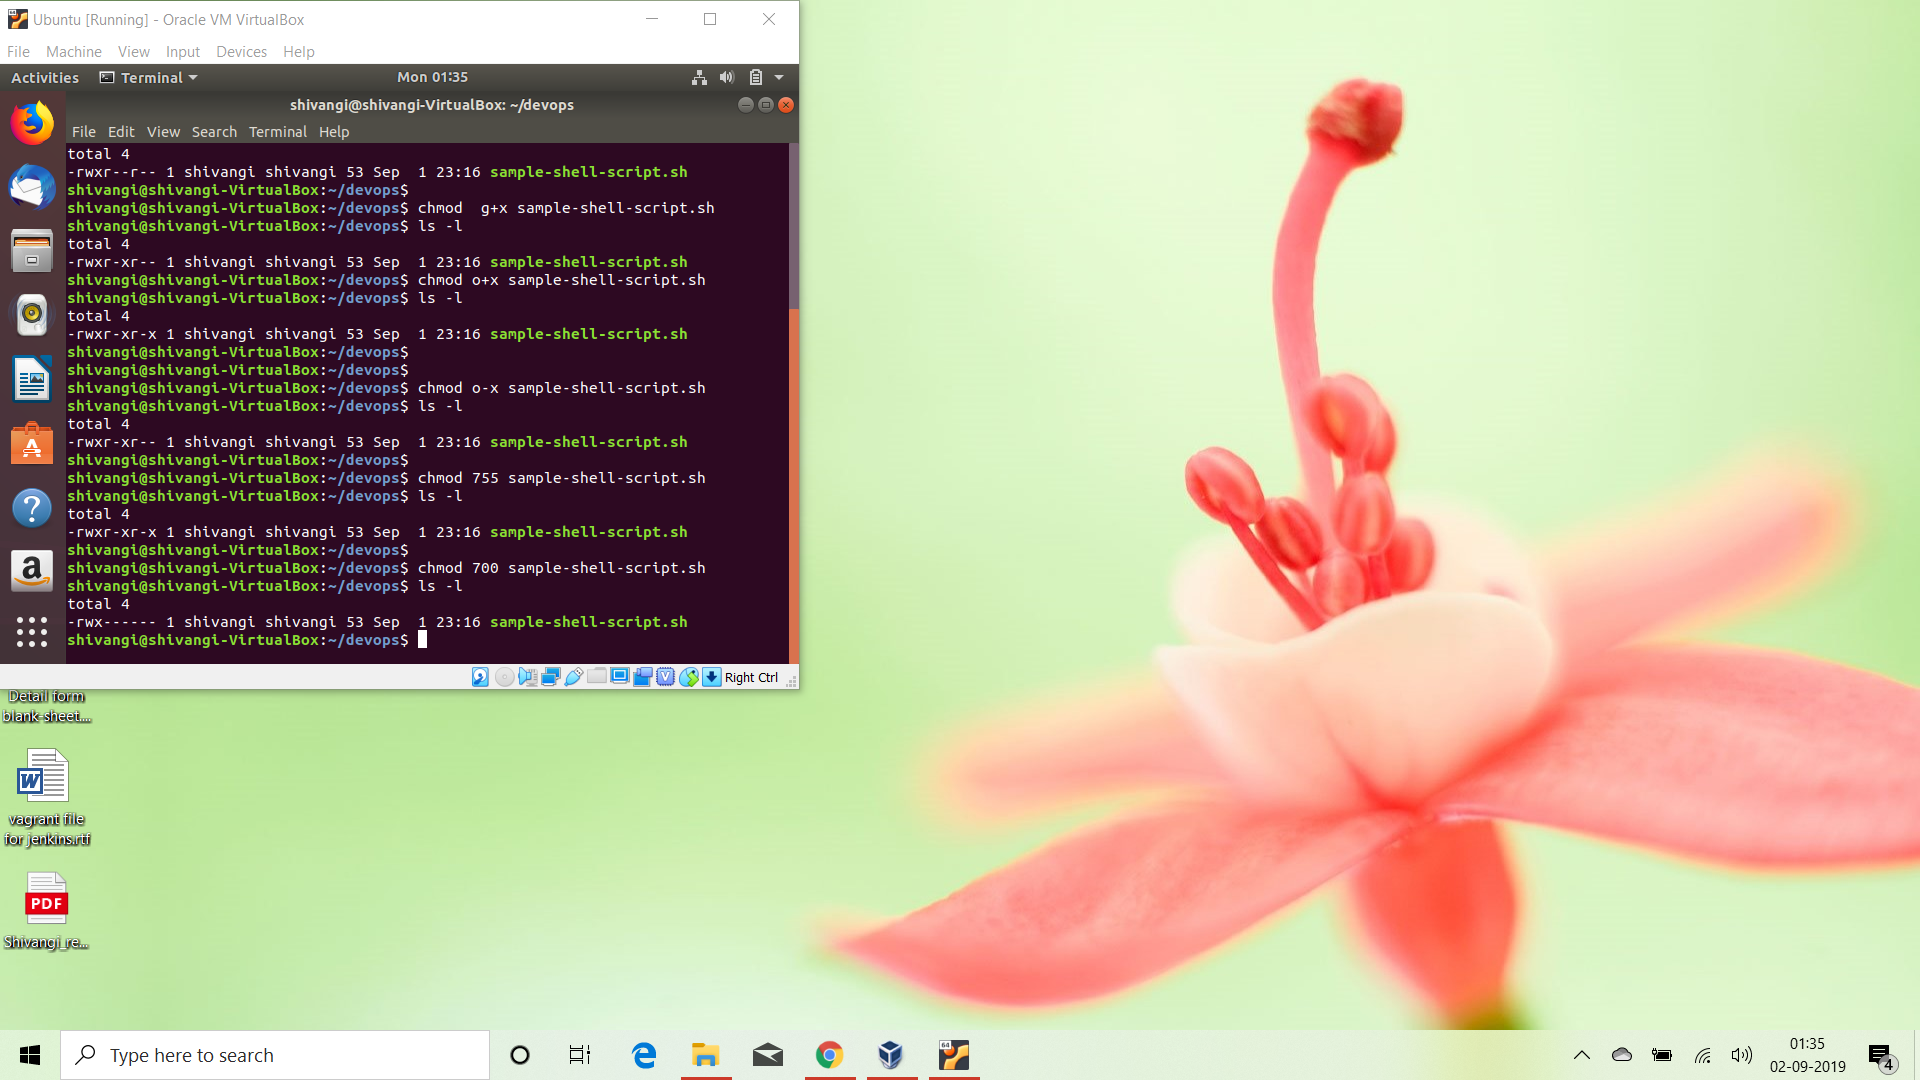 Ubuntu [Running] - Oracle VM VirtualBox
File Machine View Input Devices Help
Activities Terminal Mon 01:35
shivangi@shivangi-VirtualBox: ~/devops
File Edit View Search Terminal Help
total 4
-rwxr--r-- 1 shivangi shivangi 53 Sep  1 23:16 sample-shell-script.sh
shivangi@shivangi-VirtualBox:~/devops$
shivangi@shivangi-VirtualBox:~/devops$ chmod  g+x sample-shell-script.sh
shivangi@shivangi-VirtualBox:~/devops$ ls -l
total 4
-rwxr-xr-- 1 shivangi shivangi 53 Sep  1 23:16 sample-shell-script.sh
shivangi@shivangi-VirtualBox:~/devops$ chmod o+x sample-shell-script.sh
shivangi@shivangi-VirtualBox:~/devops$ ls -l
total 4
-rwxr-xr-x 1 shivangi shivangi 53 Sep  1 23:16 sample-shell-script.sh
shivangi@shivangi-VirtualBox:~/devops$
shivangi@shivangi-VirtualBox:~/devops$
shivangi@shivangi-VirtualBox:~/devops$ chmod o-x sample-shell-script.sh
shivangi@shivangi-VirtualBox:~/devops$ ls -l
total 4
-rwxr-xr-- 1 shivangi shivangi 53 Sep  1 23:16 sample-shell-script.sh
shivangi@shivangi-VirtualBox:~/devops$
shivangi@shivangi-VirtualBox:~/devops$ chmod 755 sample-shell-script.sh
shivangi@shivangi-VirtualBox:~/devops$ ls -l
total 4
-rwxr-xr-x 1 shivangi shivangi 53 Sep  1 23:16 sample-shell-script.sh
shivangi@shivangi-VirtualBox:~/devops$
shivangi@shivangi-VirtualBox:~/devops$ chmod 700 sample-shell-script.sh
shivangi@shivangi-VirtualBox:~/devops$ ls -l
total 4
-rwx------ 1 shivangi shivangi 53 Sep  1 23:16 sample-shell-script.sh
shivangi@shivangi-VirtualBox:~/devops$
Right Ctrl
Detail form
blank-sheet....
vagrant file
for jenkins.rtf
PDF
Shivangi_re...
Type here to search
64
01:35
02-09-2019
4